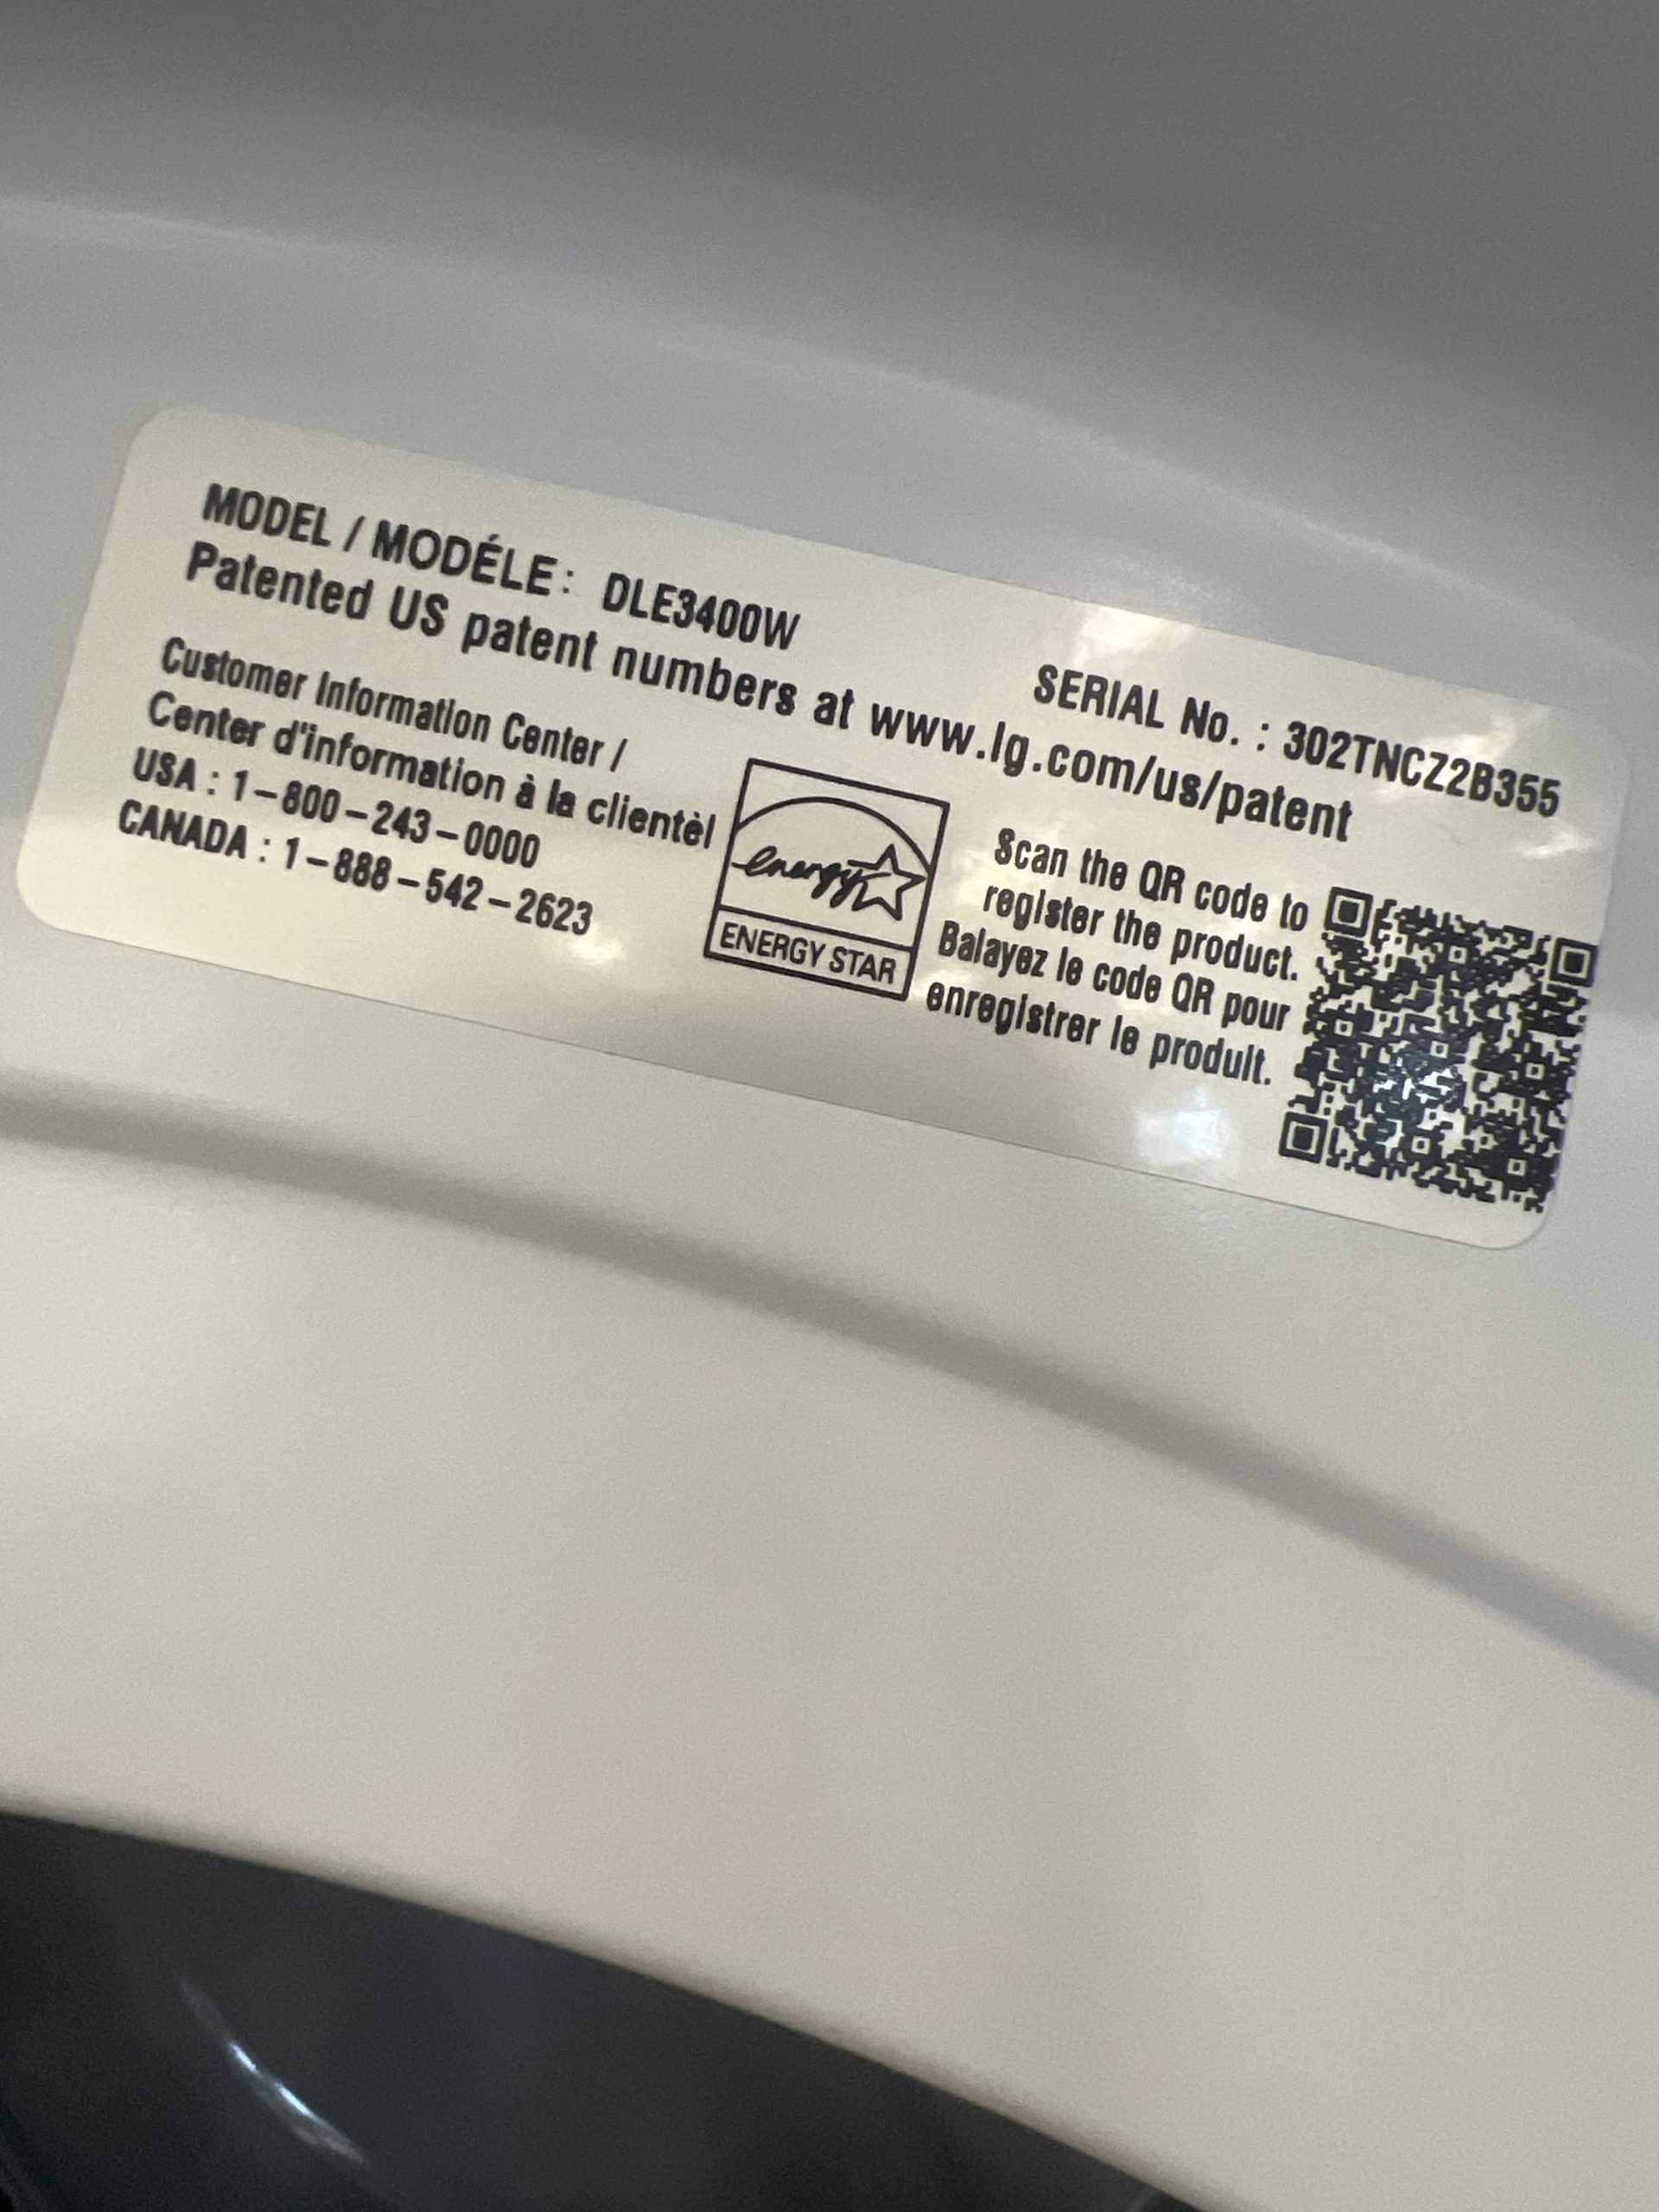 MODEL / MODÉLE : DLE3400W
SERIAL No. : 302TNCZ2B355
Patented US patent numbers at www.lg.com/us/patent
Customer Information Center /
Center d'information à la clientèl
USA : 1-800-243-0000
CANADA : 1-888-542-2623
energy
ENERGY STAR
Scan the QR code to
register the product.
Balayez le code QR pour
enregistrer le produit.